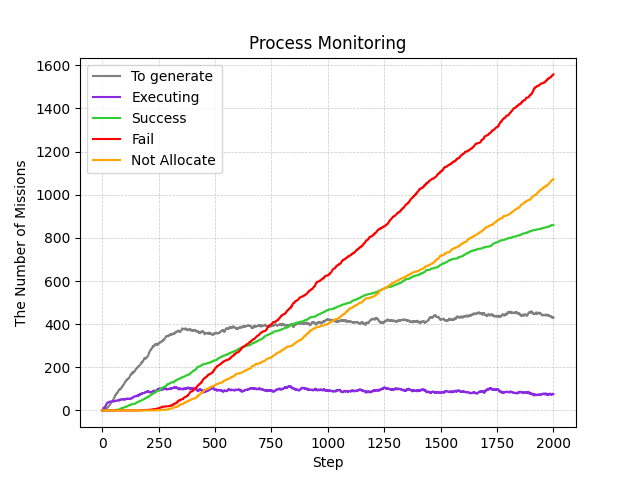 Process Monitoring
The Number of Missions
1600
1400
1200
1000
800
600
400
200
0
To generate
Executing
Success
Fail
Not Allocate
0 250 500 750 1000 1250 1500 1750 2000
Step